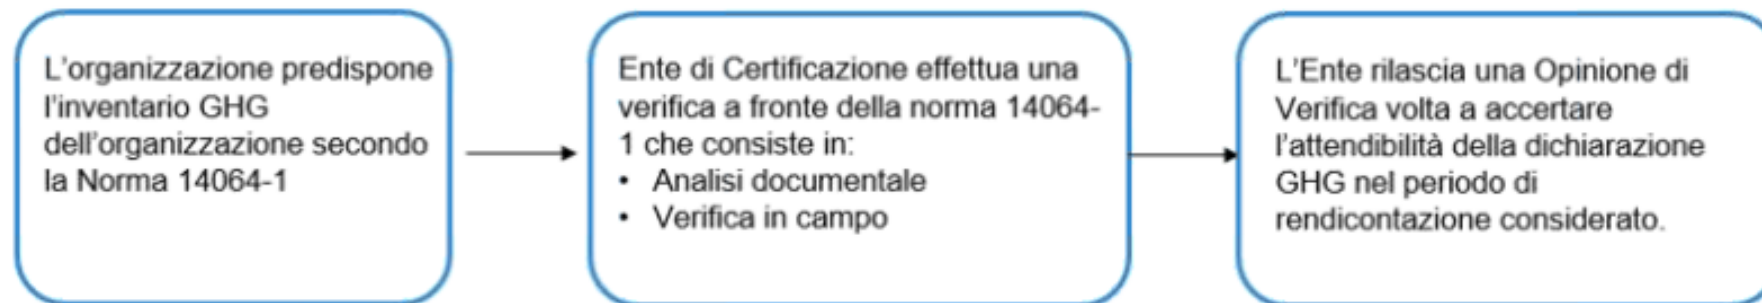 L'organizzazione predispone
l'inventario GHG
dell'organizzazione secondo
la Norma 14064-1
Ente di Certificazione effettua una
verifica a fronte della norma 14064-
1 che consiste in:
• Analisi documentale
• Verifica in campo
L'Ente rilascia una Opinione di
Verifica volta a accertare
l'attendibilità della dichiarazione
GHG nel periodo di
rendicontazione considerato.